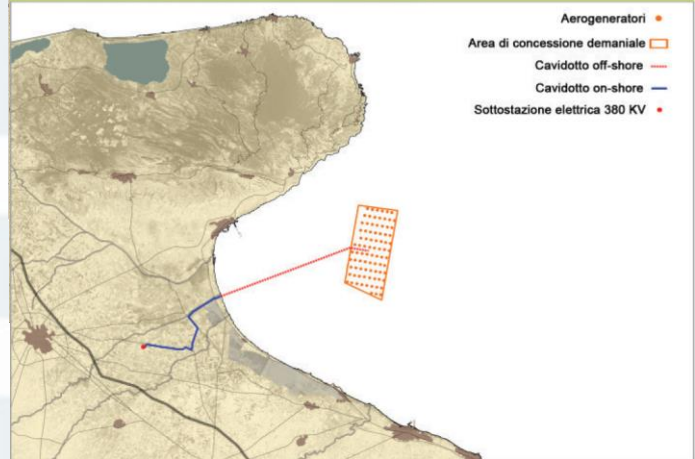 Aerogeneratori
Area di concessione demaniale
Cavidotto off-shore
Cavidotto on-shore
Sottostazione elettrica 380 KV